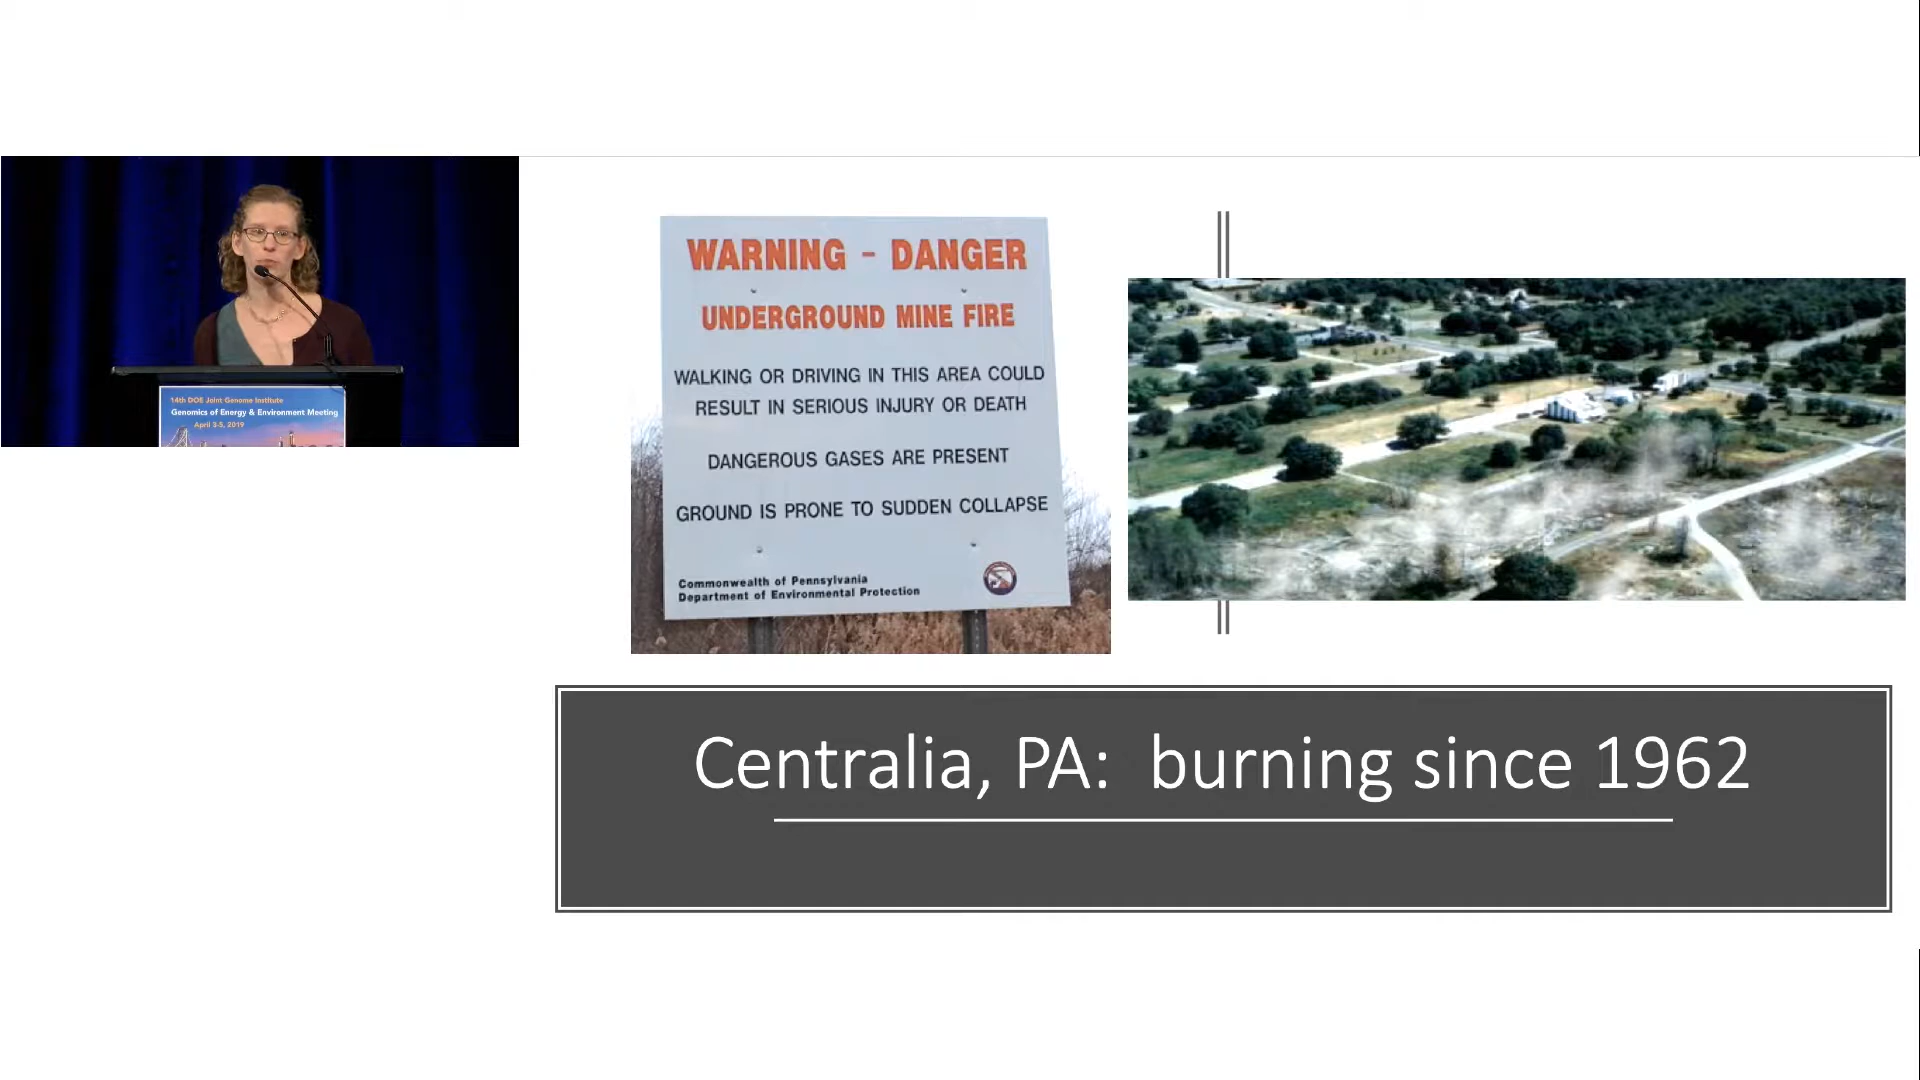 14th DOE Joint Genome Institute
Genomics of Energy & Environment Meeting
April 3-5, 2019
WARNING - DANGER
UNDERGROUND MINE FIRE
WALKING OR DRIVING IN THIS AREA COULD
RESULT IN SERIOUS INJURY OR DEATH
DANGEROUS GASES ARE PRESENT
GROUND IS PRONE TO SUDDEN COLLAPSE
Commonwealth of Pennsylvania
Department of Environmental Protection
Centralia, PA: burning since 1962